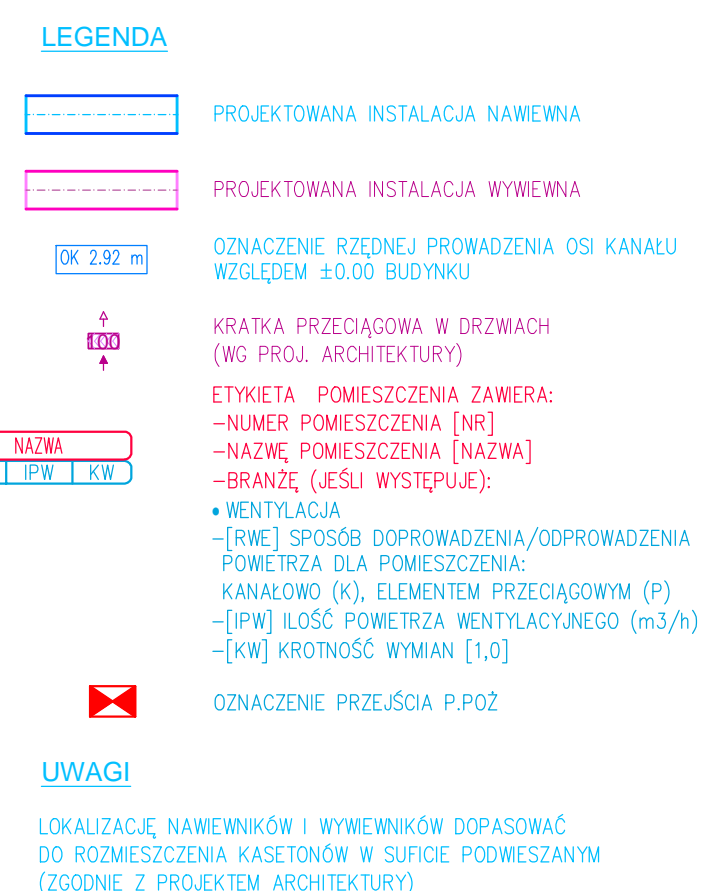 LEGENDA
PROJEKTOWANA INSTALACJA NAWIEWNA
PROJEKTOWANA INSTALACJA WYWIEWNA
OK 2.92 m
OZNACZENIE RZĘDNEJ PROWADZENIA OSI KANAŁU
WZGLĘDEM ±0.00 BUDYNKU
100
KRATKA PRZECIĄGOWA W DRZWIACH
(WG PROJ. ARCHITEKTURY)
NAZWA
IPW KW
ETYKIETA POMIESZCZENIA ZAWIERA:
-NUMER POMIESZCZENIA [NR]
-NAZWĘ POMIESZCZENIA [NAZWA]
-BRANŻĘ (JEŚLI WYSTĘPUJE):
• WENTYLACJA
-[RWE] SPOSÓB DOPROWADZENIA/ODPROWADZENIA
POWIETRZA DLA POMIESZCZENIA:
KANAŁOWO (K), ELEMENTEM PRZECIĄGOWYM (P)
-[IPW] ILOŚĆ POWIETRZA WENTYLACYJNEGO (m3/h)
-[KW] KROTNOŚĆ WYMIAN [1,0]
OZNACZENIE PRZEJŚCIA P.POŻ
UWAGI
LOKALIZACJĘ NAWIEWNIKÓW I WYWIEWNIKÓW DOPASOWAĆ
DO ROZMIESZCZENIA KASETONÓW W SUFICIE PODWIESZANYM
(ZGODNIE Z PROJEKTEM ARCHITEKTURY)